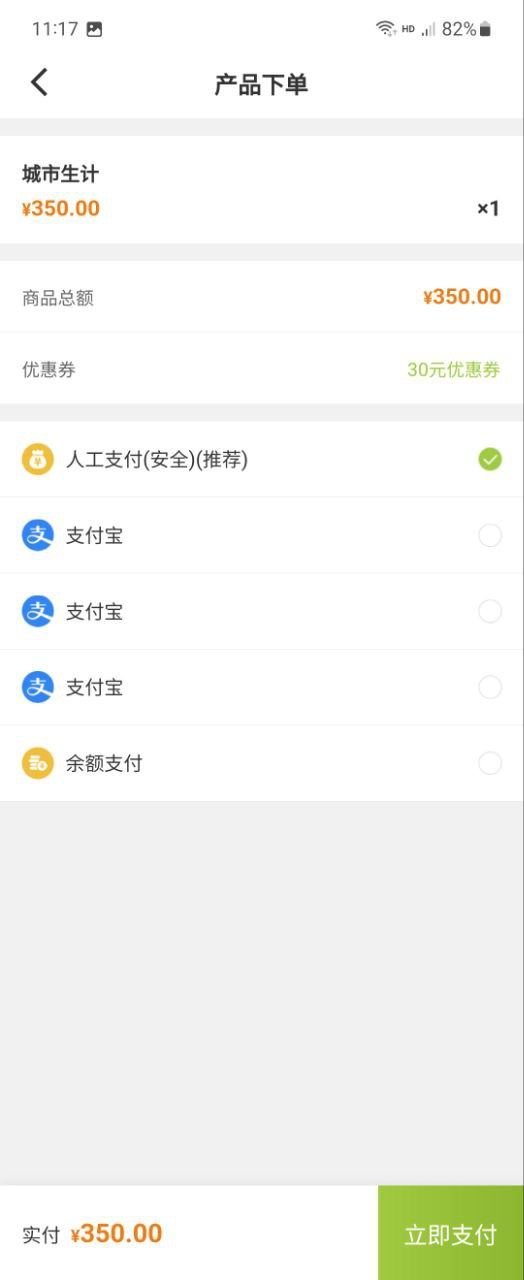 11:17 HD 82%
产品下单
城市生计
¥350.00 ×1
商品总额 ¥350.00
优惠券 30元优惠券
人工支付(安全)(推荐)
支付宝
支付宝
支付宝
余额支付
实付 ¥350.00 立即支付